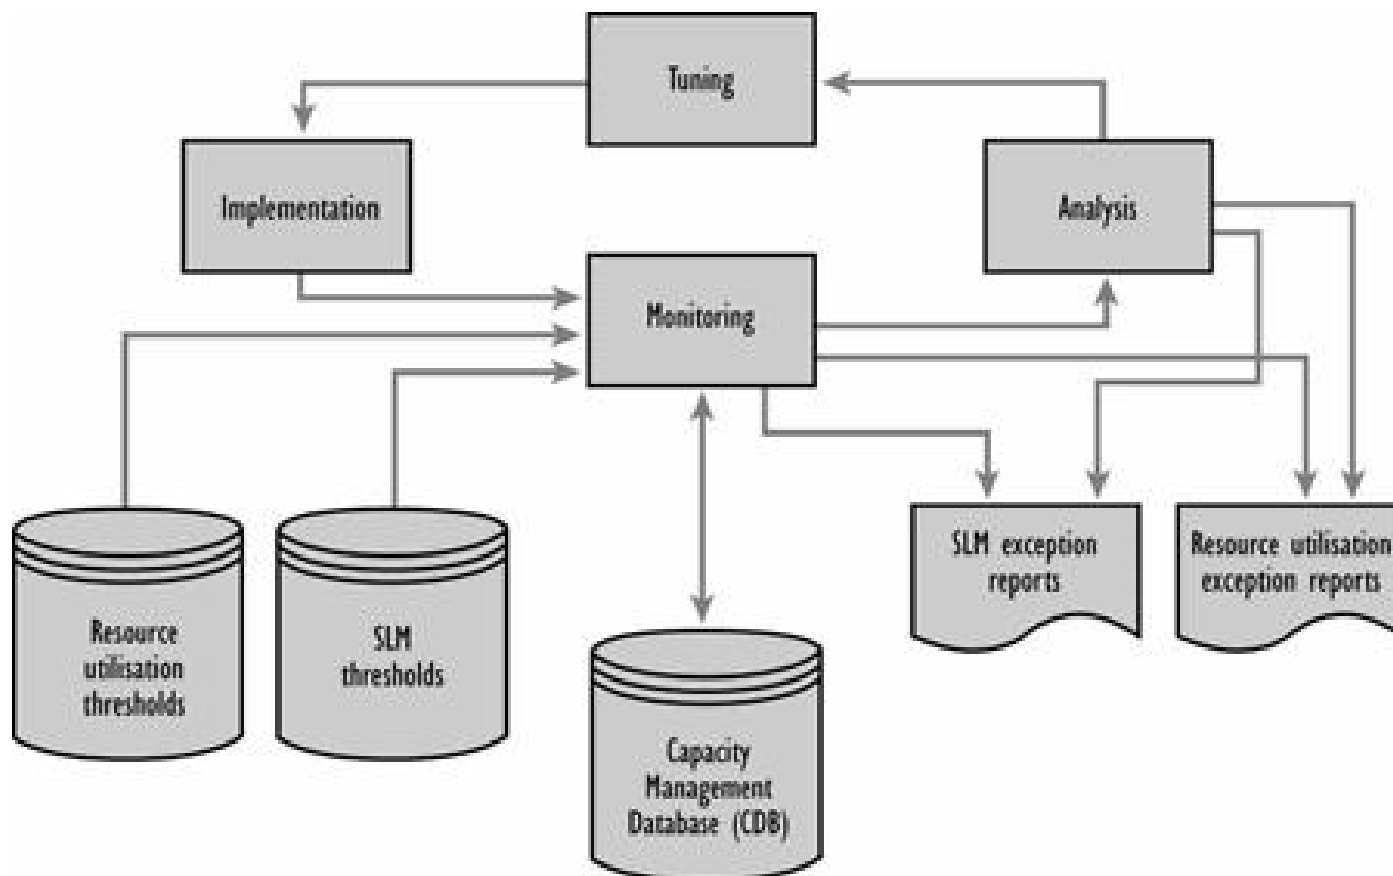 Tuning
Implementation
Analysis
Monitoring
SLM exception
reports
Resource utilisation
exception reports
Resource
utilisation
thresholds
SLM
thresholds
Capacity
Management
Database (CDB)